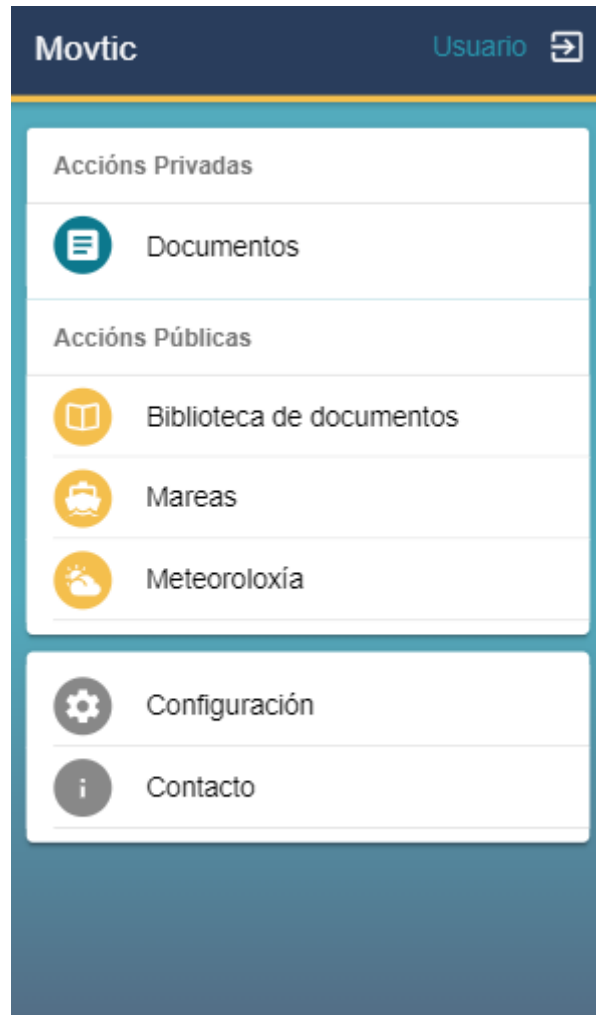 Movtic
Usuario
Accións Privadas
Documentos
Accións Públicas
Biblioteca de documentos
Mareas
Meteoroloxía
Configuración
Contacto